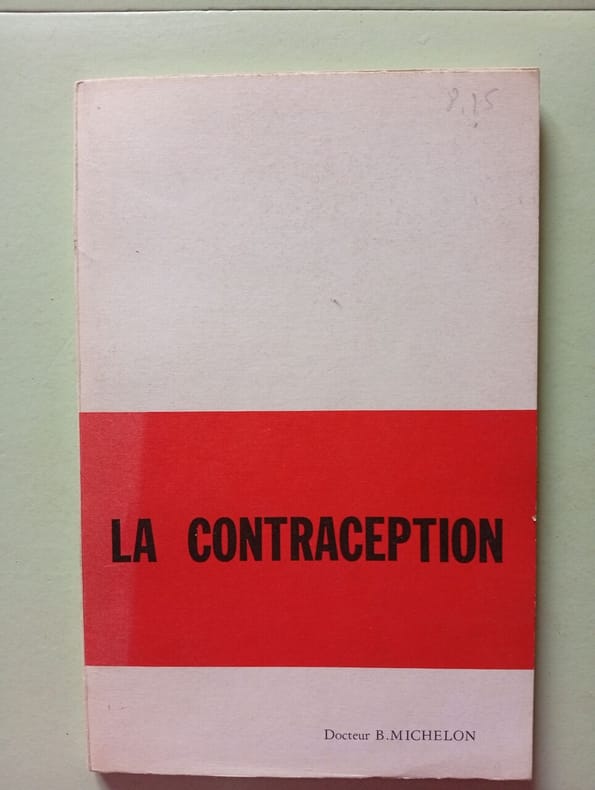 8,15
LA CONTRACEPTION
Docteur B.MICHELON